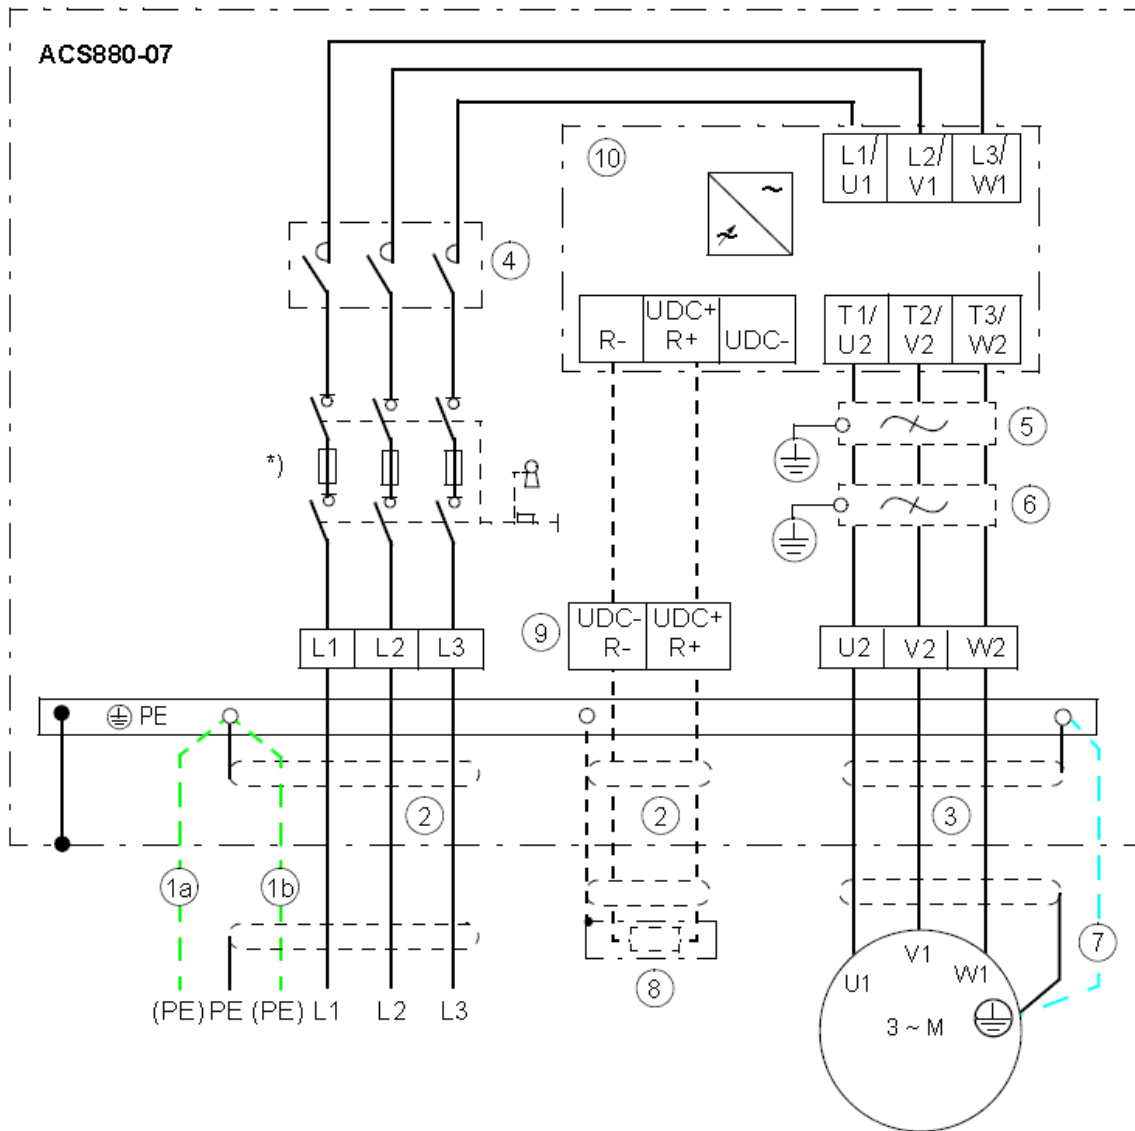 ACS880-07
10
L1/
U1
L2/
V1
L3/
W1
4
R-
UDC+
R+
UDC-
T1/
U2
T2/
V2
T3/
W2
5
*)
6
9
UDC-
R-
UDC+
R+
L1
L2
L3
U2
V2
W2
PE
2
2
3
1a
1b
7
8
U1
V1
W1
3 ~ M
(PE) PE (PE) L1 L2 L3